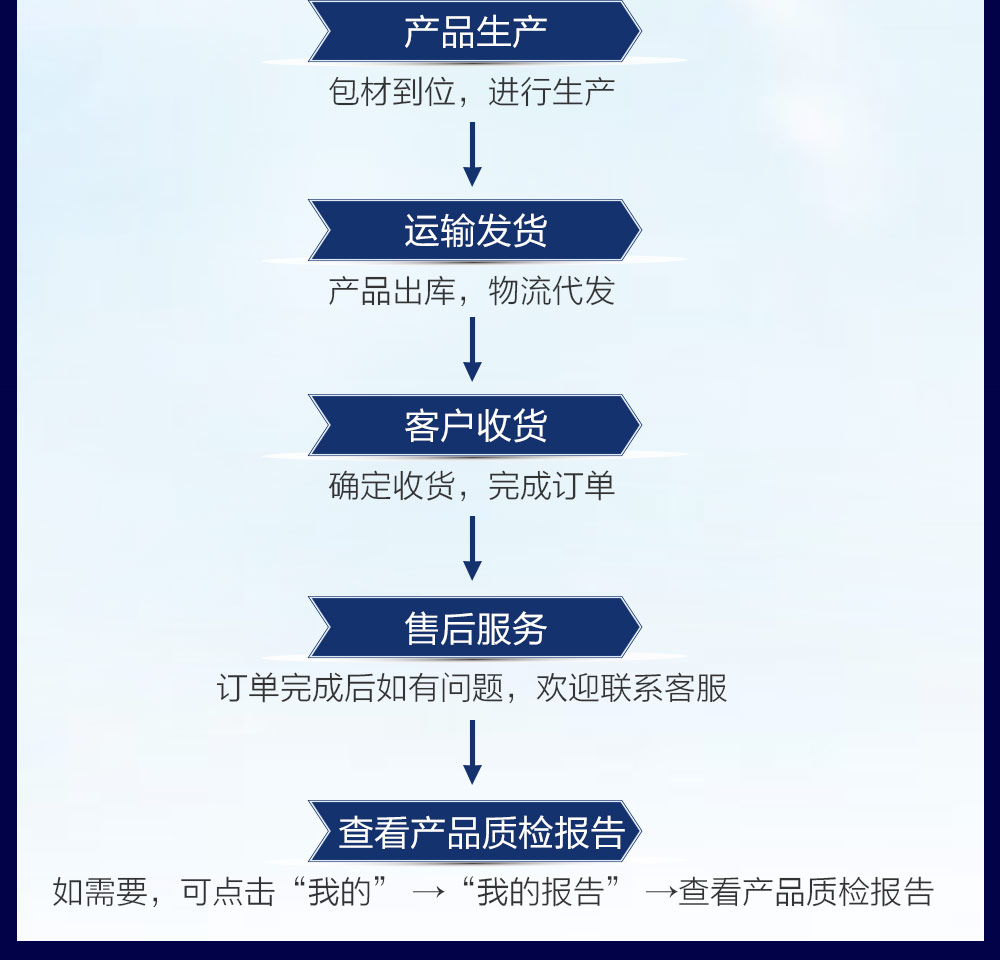 产品生产
包材到位，进行生产
运输发货
产品出库，物流代发
客户收货
确定收货，完成订单
售后服务
订单完成后如有问题，欢迎联系客服
查看产品质检报告
如需要，可点击“我的” →“我的报告” →查看产品质检报告